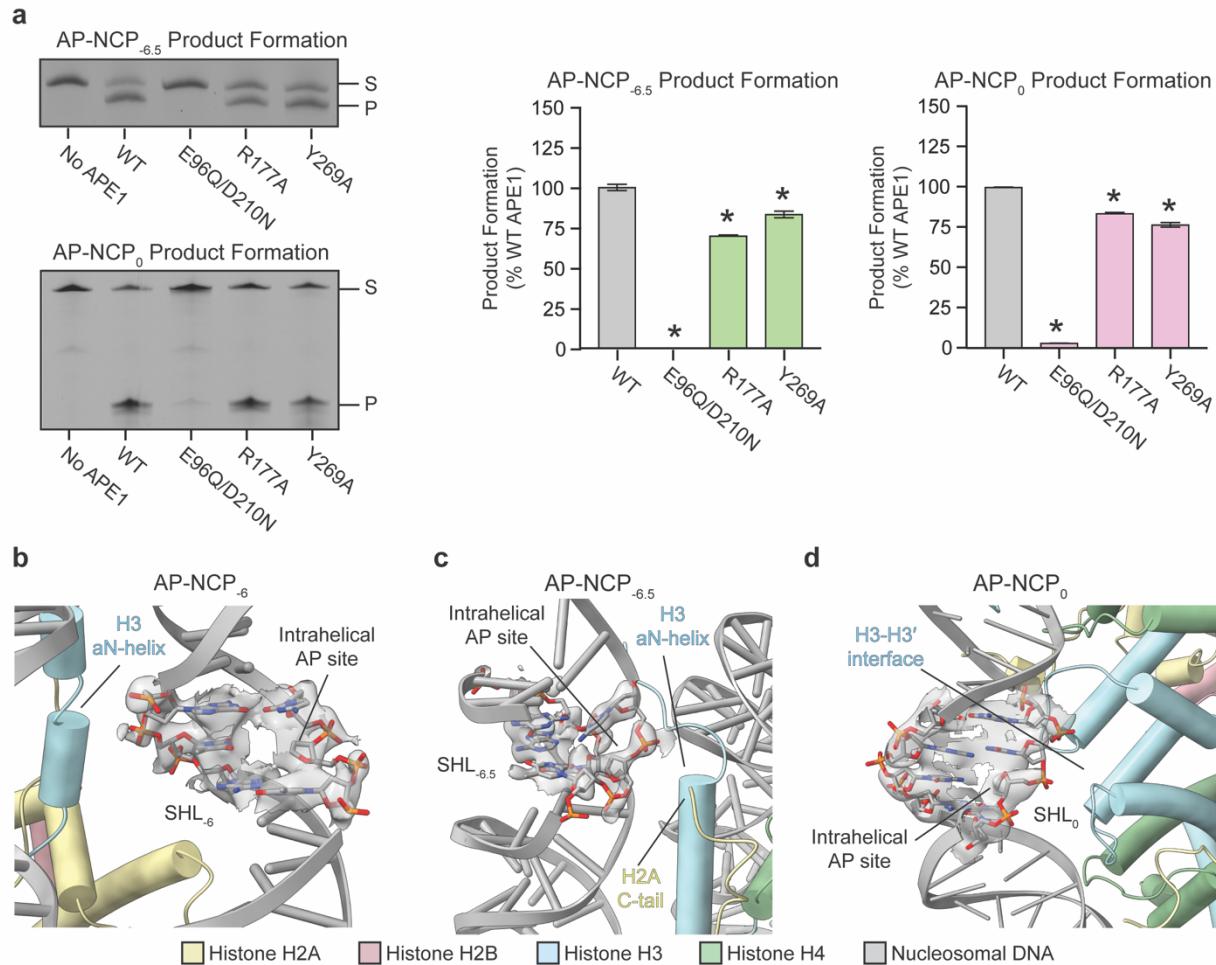 a
AP-NCP-6.5 Product Formation
S
P
No APE1
WT
E96Q/D210N
R177A
Y269A
AP-NCP0 Product Formation
S
P
No APE1
WT
E96Q/D210N
R177A
Y269A
AP-NCP-6.5 Product Formation
Product Formation
(% WT APE1)
150
125
100
75
50
25
0
*
*
*
WT
E96Q/D210N
R177A
Y269A
AP-NCP0 Product Formation
Product Formation
(% WT APE1)
150
125
100
75
50
25
0
*
*
*
WT
E96Q/D210N
R177A
Y269A
b
AP-NCP-6
H3
aN-helix
Intrahelical
AP site
SHL-6
c
AP-NCP-6.5
Intrahelical
AP site
H3
aN-helix
SHL-6.5
H2A
C-tail
d
AP-NCP0
H3-H3′
interface
Intrahelical
AP site
SHL0
Histone H2A
Histone H2B
Histone H3
Histone H4
Nucleosomal DNA